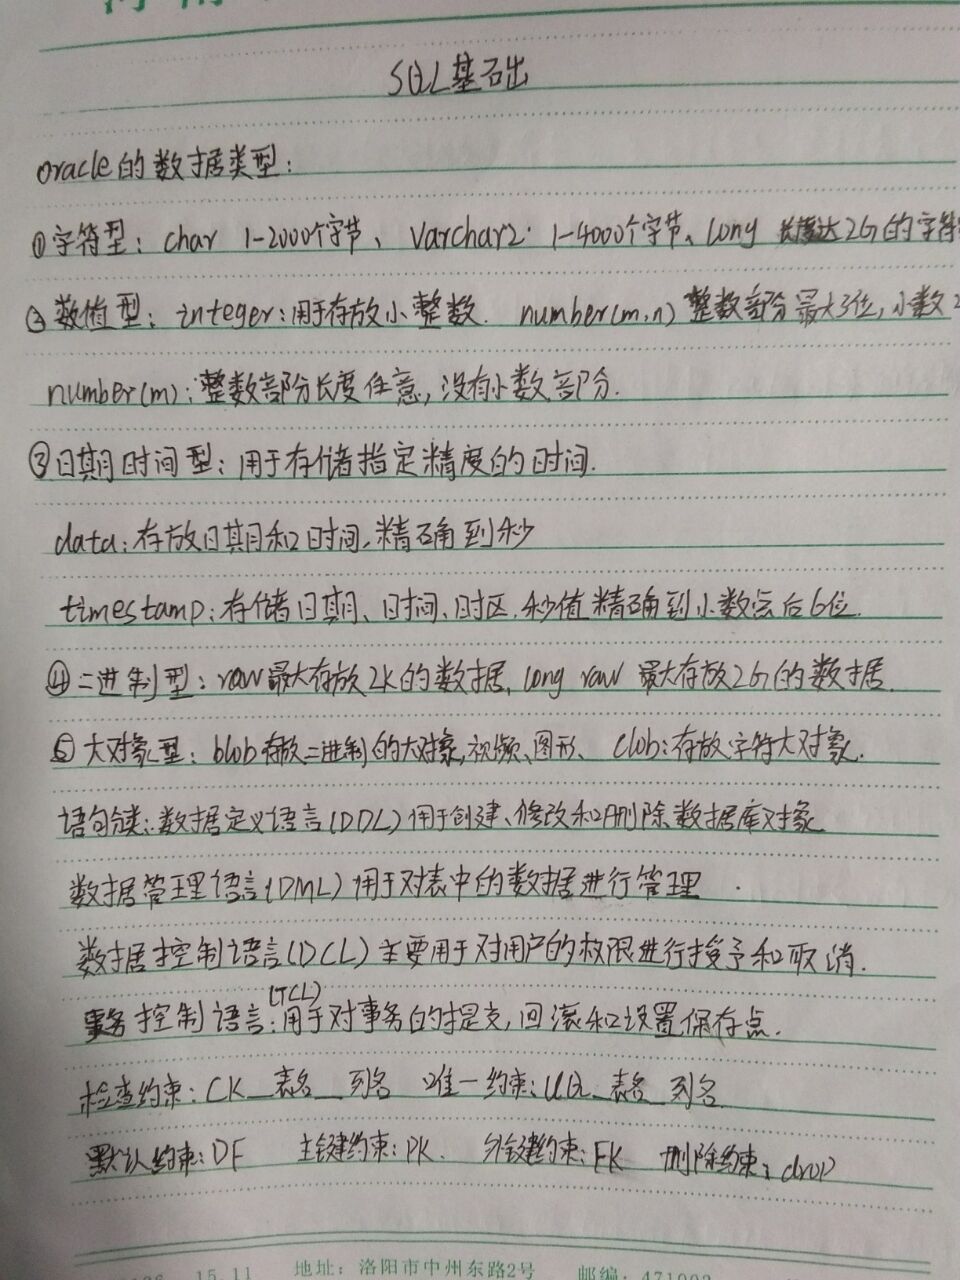 SQL基础
oracle的数据类型:
①字符型: char 1-2000个字节、varchar2 1-4000个字节、long 长度达2G的字符
②数值型: integer:用于存放小整数. number(m,n) 整数部分最大3位,小数2
number(m):整数部分长度任意,没有小数部分.
③日期时间型:用于存储指定精度的时间.
data:存放日期和日时间,精确到秒
timestamp:存储日期、日时间、时区.秒值精确到小数点后6位.
④二进制型: raw最大存放2K的数据, long raw 最大存放2G的数据.
⑤大对象型: blob存放二进制的大对象,视频、图形、 clob:存放字符大对象.
语句分类:数据定义语言(DDL)用于创建、修改和删除数据库对象
数据管理语言(DML)用于对表中的数据进行管理
数据控制语言(DCL)主要用于对用户的权限进行授予和取消.
事务控制语言(TCL):用于对事务的提交,回滚和设置保存点.
检查约束: CK_表名_列名 唯一约束: UQ_表名_列名
默认约束:DF 主键约束:PK. 外键约束:FK 删除约束:drop
15.11 地址:洛阳市中州东路2号 邮编:471002